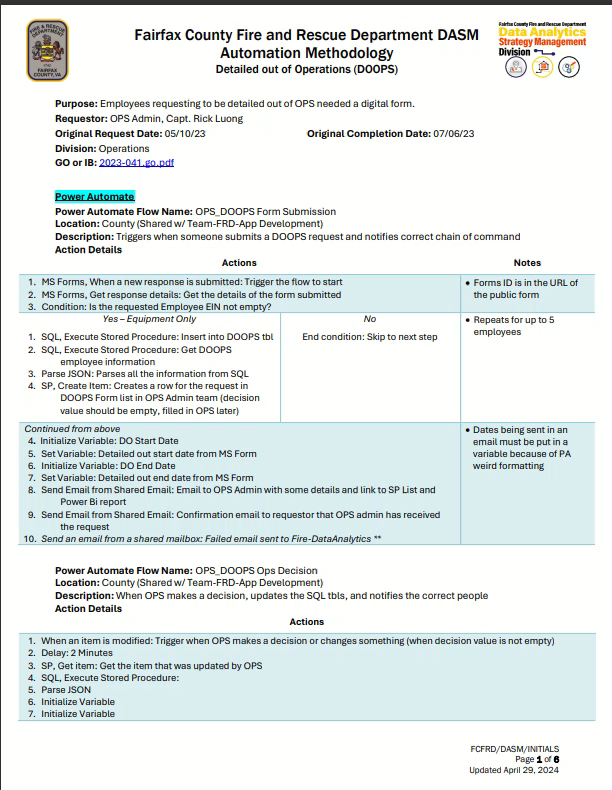 FIRE & RESCUE
DEPARTMENT
FAIRFAX
COUNTY, VA
Fairfax County Fire and Rescue Department DASM
Automation Methodology
Detailed out of Operations (DOOPS)
Fairfax County Fire and Rescue Department
Data Analytics
Strategy Management
Division
Purpose: Employees requesting to be detailed out of OPS needed a digital form.
Requestor: OPS Admin, Capt. Rick Luong
Original Request Date: 05/10/23 Original Completion Date: 07/06/23
Division: Operations
GO or IB: 2023-041.go.pdf
Power Automate
Power Automate Flow Name: OPS_DOOPS Form Submission
Location: County (Shared w/ Team-FRD-App Development)
Description: Triggers when someone submits a DOOPS request and notifies correct chain of command
Action Details
Actions Notes
1. MS Forms, When a new response is submitted: Trigger the flow to start
2. MS Forms, Get response details: Get the details of the form submitted
3. Condition: Is the requested Employee EIN not empty?
• Forms ID is in the URL of
the public form
Yes – Equipment Only
1. SQL, Execute Stored Procedure: Insert into DOOPS tbl
2. SQL, Execute Stored Procedure: Get DOOPS
employee information
3. Parse JSON: Parses all the information from SQL
4. SP, Create Item: Creates a row for the request in
DOOPS Form list in OPS Admin team (decision
value should be empty, filled in OPS later)
No
End condition: Skip to next step
• Repeats for up to 5
employees
Continued from above
4. Initialize Variable: DO Start Date
5. Set Variable: Detailed out start date from MS Form
6. Initialize Variable: DO End Date
7. Set Variable: Detailed out end date from MS Form
8. Send Email from Shared Email: Email to OPS Admin with some details and link to SP List and
Power Bi report
9. Send Email from Shared Email: Confirmation email to requestor that OPS admin has received
the request
10. Send an email from a shared mailbox: Failed email sent to Fire-DataAnalytics **
• Dates being sent in an
email must be put in a
variable because of PA
weird formatting
Power Automate Flow Name: OPS_DOOPS Ops Decision
Location: County (Shared w/ Team-FRD-App Development)
Description: When OPS makes a decision, updates the SQL tbls, and notifies the correct people
Action Details
Actions
1. When an item is modified: Trigger when OPS makes a decision or changes something (when decision value is not empty)
2. Delay: 2 Minutes
3. SP, Get item: Get the item that was updated by OPS
4. SQL, Execute Stored Procedure:
5. Parse JSON
6. Initialize Variable
7. Initialize Variable
FCFRD/DASM/INITIALS
Page 1 of 6
Updated April 29, 2024